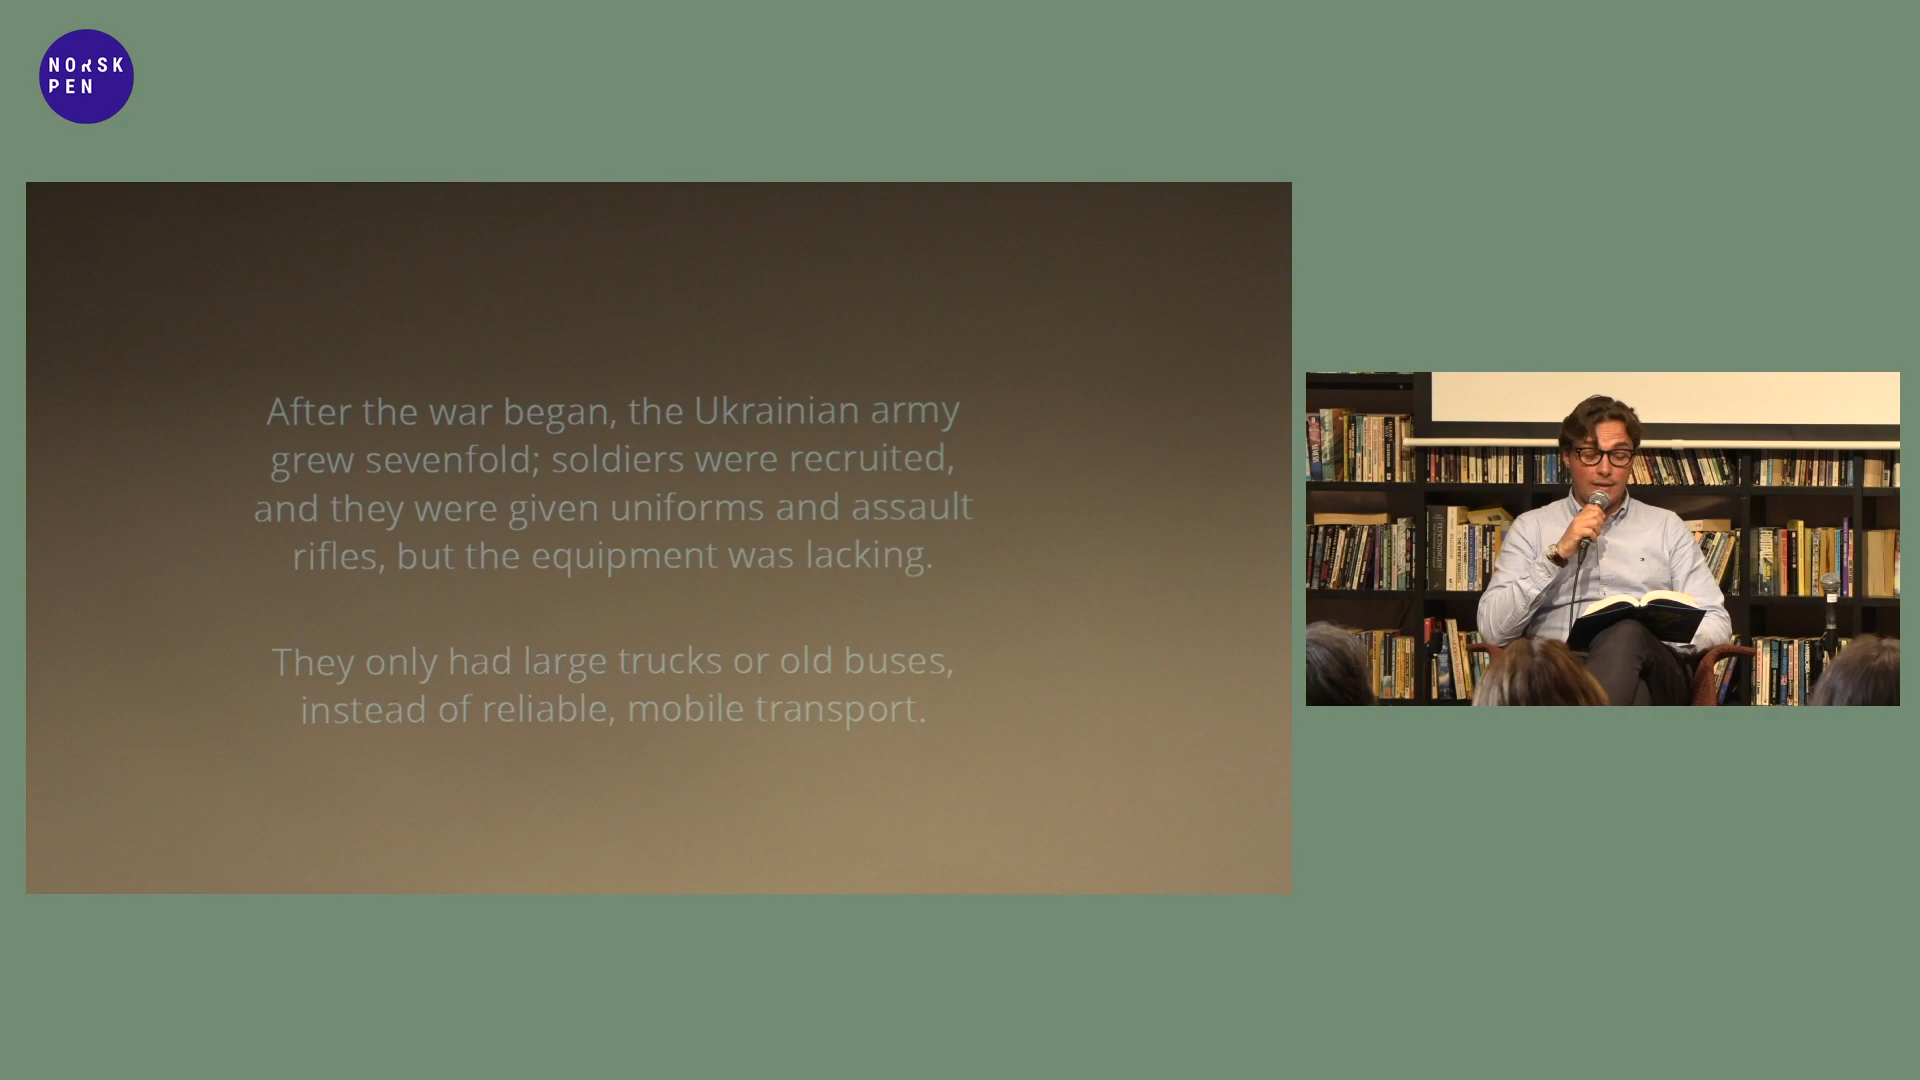 NORSK
PEN
After the war began, the Ukrainian army
grew sevenfold; soldiers were recruited,
and they were given uniforms and assault
rifles, but the equipment was lacking.
They only had large trucks or old buses,
instead of reliable, mobile transport.